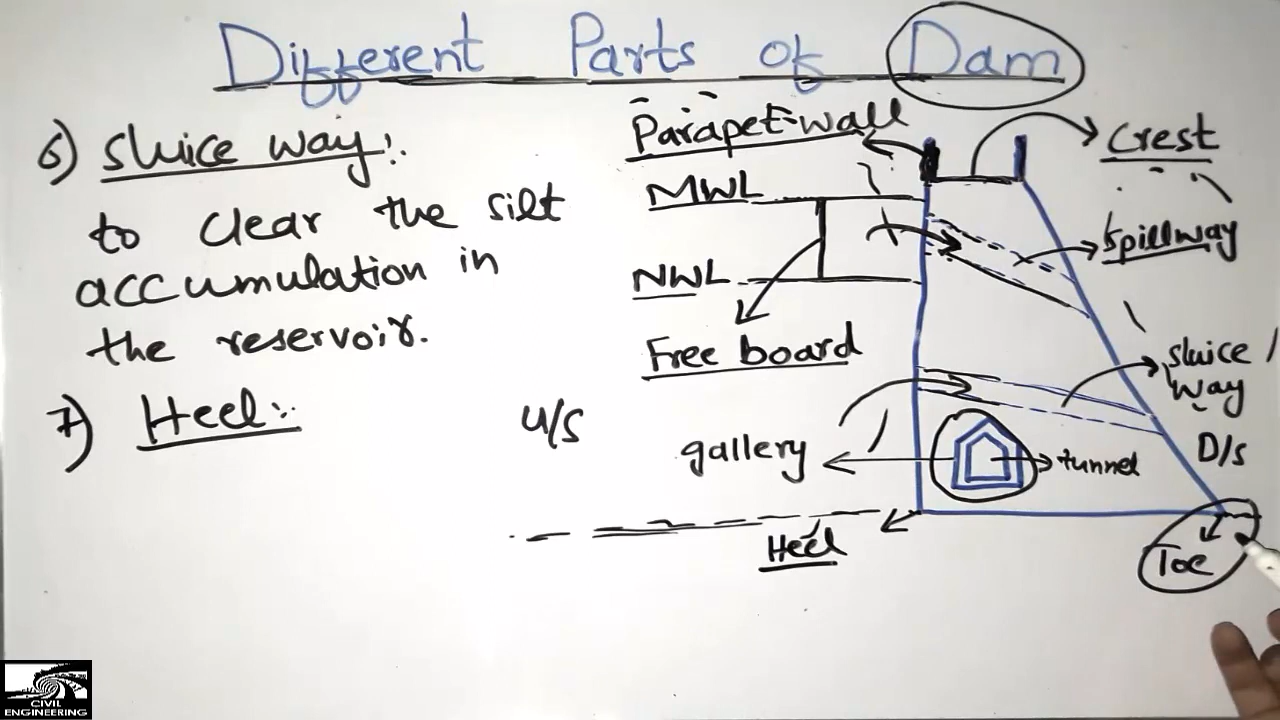 Different Parts of Dam
6) Sluice way:.
to clear the silt
accumulation in
the reservoir.
7) Heel:.
U/S
Parapet-wall
Crest
MWL
Spillway
NWL
Free board
Sluice
way
gallery
tunnel
D/s
Heel
Toe
CIVIL
ENGINEERING